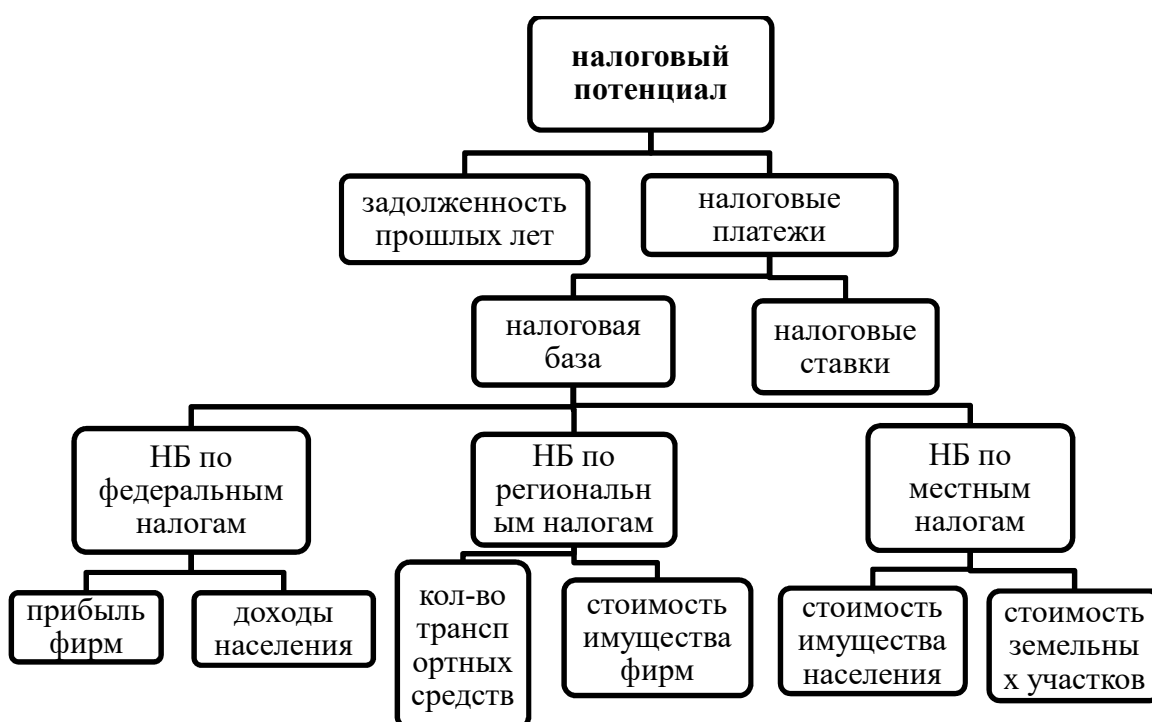 налоговый
потенциал
задолженность
прошлых лет
налоговые
платежи
налоговая
база
налоговые
ставки
НБ по
федеральным
налогам
НБ по
региональн
ым налогам
НБ по
местным
налогам
прибыль
фирм
доходы
населения
кол-во
трансп
ортных
средств
стоимость
имущества
фирм
стоимость
имущества
населения
стоимость
земельны
х участков